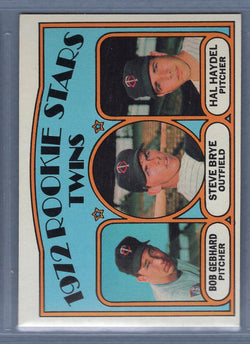 1972 ROOKIE STARS
TWINS
HAL HAYDEL
PITCHER
STEVE BRYE
OUTFIELD
BOB GEBHARD
PITCHER